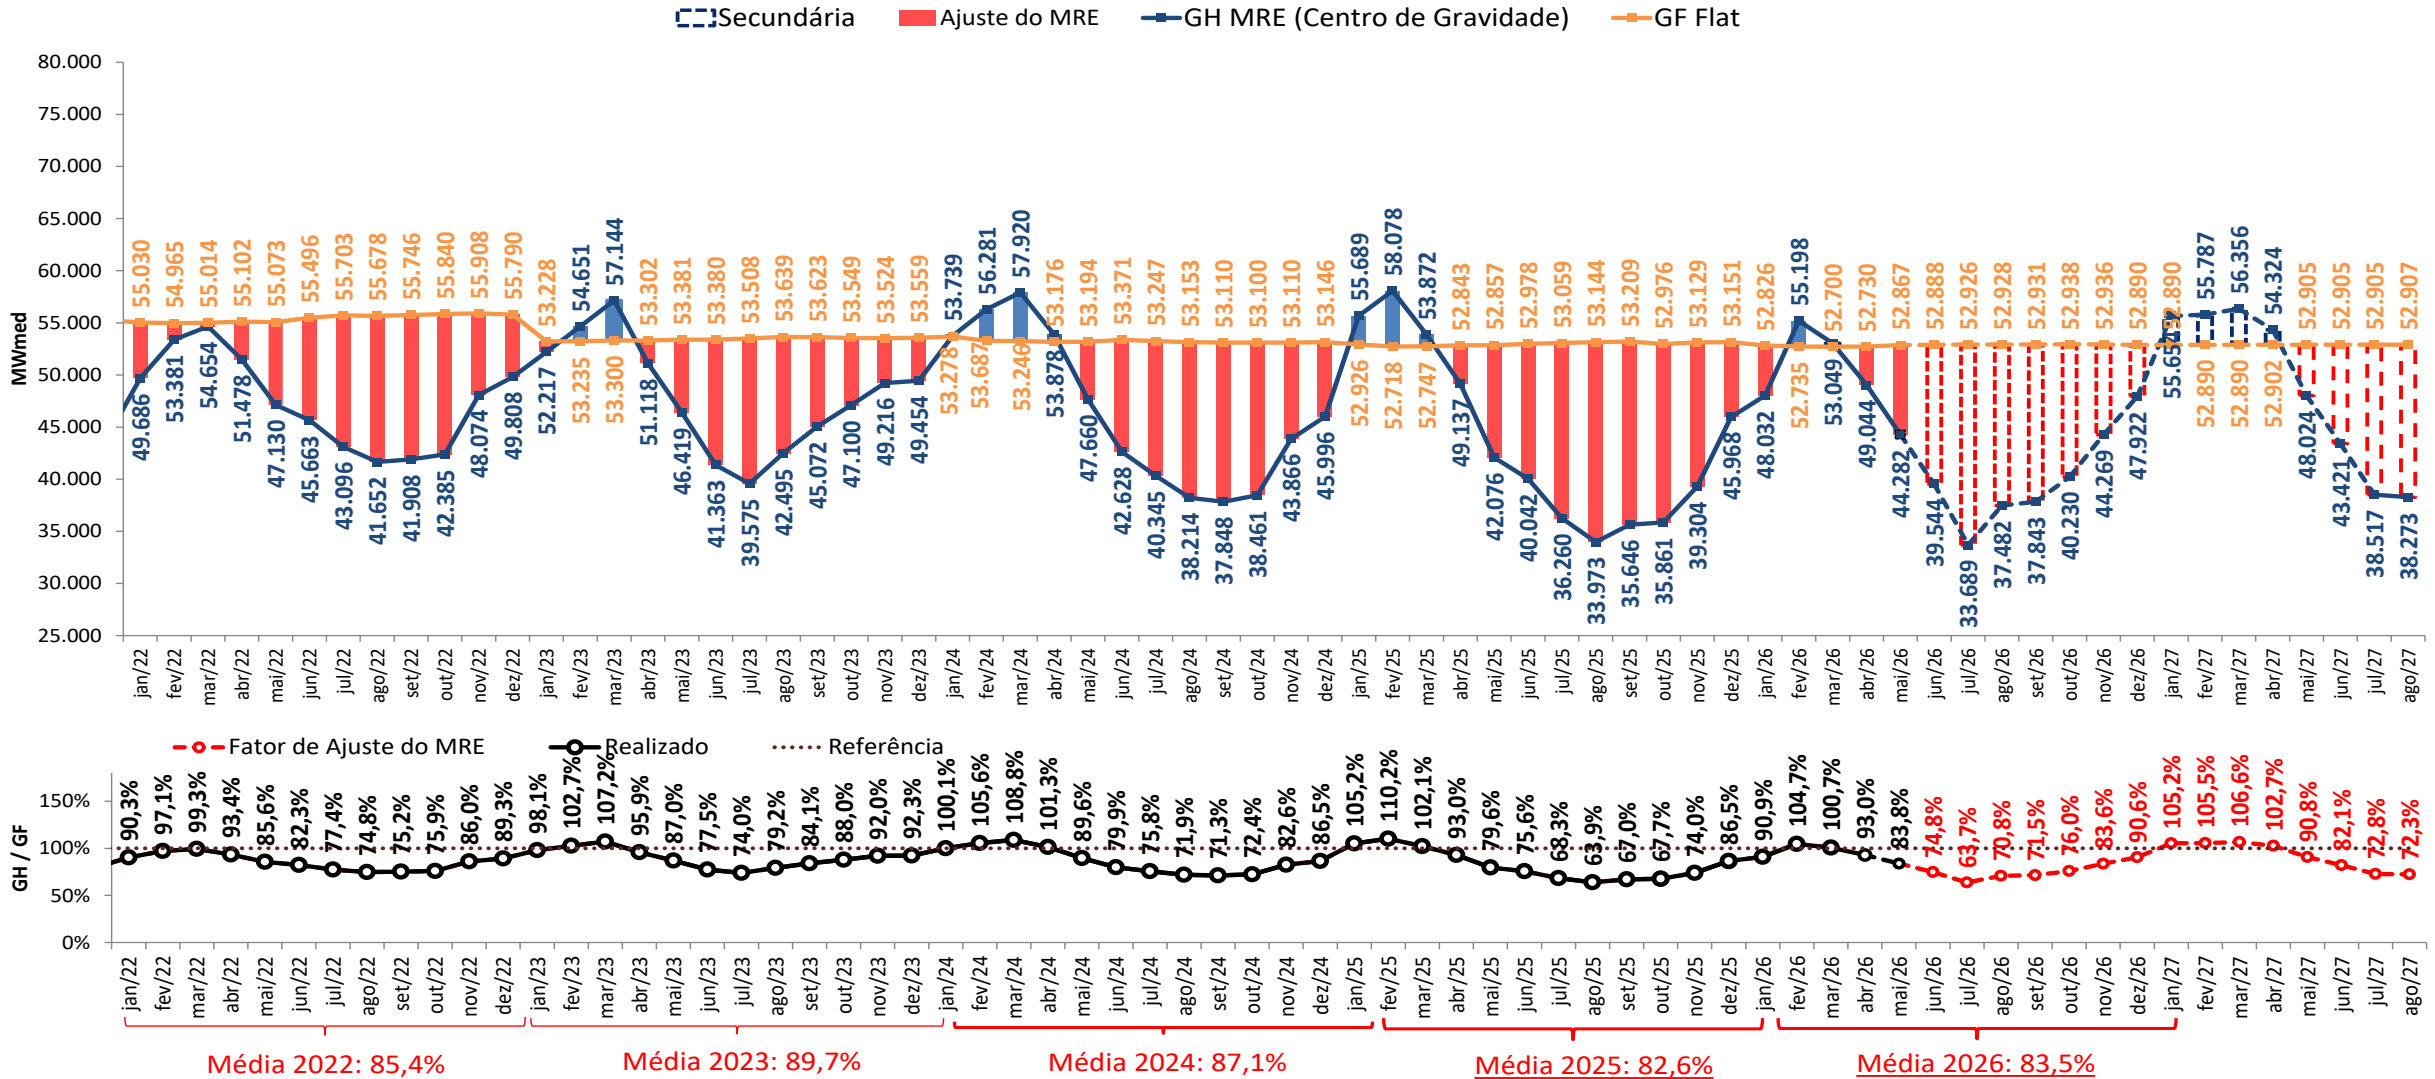 Secundária Ajuste do MRE GH MRE (Centro de Gravidade) GF Flat
MWmed
80.000
75.000
70.000
65.000
60.000
55.000
50.000
45.000
40.000
35.000
30.000
25.000
55.030 54.965 55.014 55.102 55.073 55.496 55.703 55.678 55.746 55.840 55.908 55.790 53.228 54.651 57.144 53.302 53.381 53.380 53.508 53.639 53.623 53.549 53.524 53.559 53.739 56.281 57.920 53.176 53.194 53.371 53.247 53.153 53.110 53.100 53.110 53.146 55.689 58.078 53.872 52.843 52.857 52.978 53.059 53.144 53.209 52.976 53.129 53.151 52.826 55.198 52.700 52.730 52.867 52.888 52.926 52.928 52.931 52.938 52.936 52.890 52.890 55.787 56.356 54.324 52.905 52.905 52.905 52.907
49.686 53.381 54.654 51.478 47.130 45.663 43.096 41.652 41.908 42.385 48.074 49.808 52.217 53.235 53.300 51.118 46.419 41.363 39.575 42.495 45.072 47.100 49.216 49.454 53.278 53.687 53.246 53.878 47.660 42.628 40.345 38.214 37.848 38.461 43.866 45.996 52.926 52.718 52.747 49.137 42.076 40.042 36.260 33.973 35.646 35.861 39.304 45.968 48.032 52.735 53.049 49.044 44.282 39.544 33.689 37.482 37.843 40.230 44.269 47.922 52.890 52.890 52.902 48.024 43.421 38.517 38.273
jan/22 fev/22 mar/22 abr/22 mai/22 jun/22 jul/22 ago/22 set/22 out/22 nov/22 dez/22 jan/23 fev/23 mar/23 abr/23 mai/23 jun/23 jul/23 ago/23 set/23 out/23 nov/23 dez/23 jan/24 fev/24 mar/24 abr/24 mai/24 jun/24 jul/24 ago/24 set/24 out/24 nov/24 dez/24 jan/25 fev/25 mar/25 abr/25 mai/25 jun/25 jul/25 ago/25 set/25 out/25 nov/25 dez/25 jan/26 fev/26 mar/26 abr/26 mai/26 jun/26 jul/26 ago/26 set/26 out/26 nov/26 dez/26 jan/27 fev/27 mar/27 abr/27 mai/27 jun/27 jul/27 ago/27
Fator de Ajuste do MRE Realizado Referência
GH / GF
150%
100%
50%
0%
90,3% 97,1% 99,3% 93,4% 85,6% 82,3% 77,4% 74,8% 75,2% 75,9% 86,0% 89,3% 98,1% 102,7% 107,2% 95,9% 87,0% 77,5% 74,0% 79,2% 84,1% 88,0% 92,0% 92,3% 100,1% 105,6% 108,8% 101,3% 89,6% 79,9% 75,8% 71,9% 71,3% 72,4% 82,6% 86,5% 105,2% 110,2% 102,1% 93,0% 79,6% 75,6% 68,3% 63,9% 67,0% 67,7% 74,0% 86,5% 90,9% 104,7% 100,7% 93,0% 83,8% 74,8% 63,7% 70,8% 71,5% 76,0% 83,6% 90,6% 105,2% 105,5% 106,6% 102,7% 90,8% 82,1% 72,8% 72,3%
jan/22 fev/22 mar/22 abr/22 mai/22 jun/22 jul/22 ago/22 set/22 out/22 nov/22 dez/22 jan/23 fev/23 mar/23 abr/23 mai/23 jun/23 jul/23 ago/23 set/23 out/23 nov/23 dez/23 jan/24 fev/24 mar/24 abr/24 mai/24 jun/24 jul/24 ago/24 set/24 out/24 nov/24 dez/24 jan/25 fev/25 mar/25 abr/25 mai/25 jun/25 jul/25 ago/25 set/25 out/25 nov/25 dez/25 jan/26 fev/26 mar/26 abr/26 mai/26 jun/26 jul/26 ago/26 set/26 out/26 nov/26 dez/26 jan/27 fev/27 mar/27 abr/27 mai/27 jun/27 jul/27 ago/27
Média 2022: 85,4% Média 2023: 89,7% Média 2024: 87,1% Média 2025: 82,6% Média 2026: 83,5%